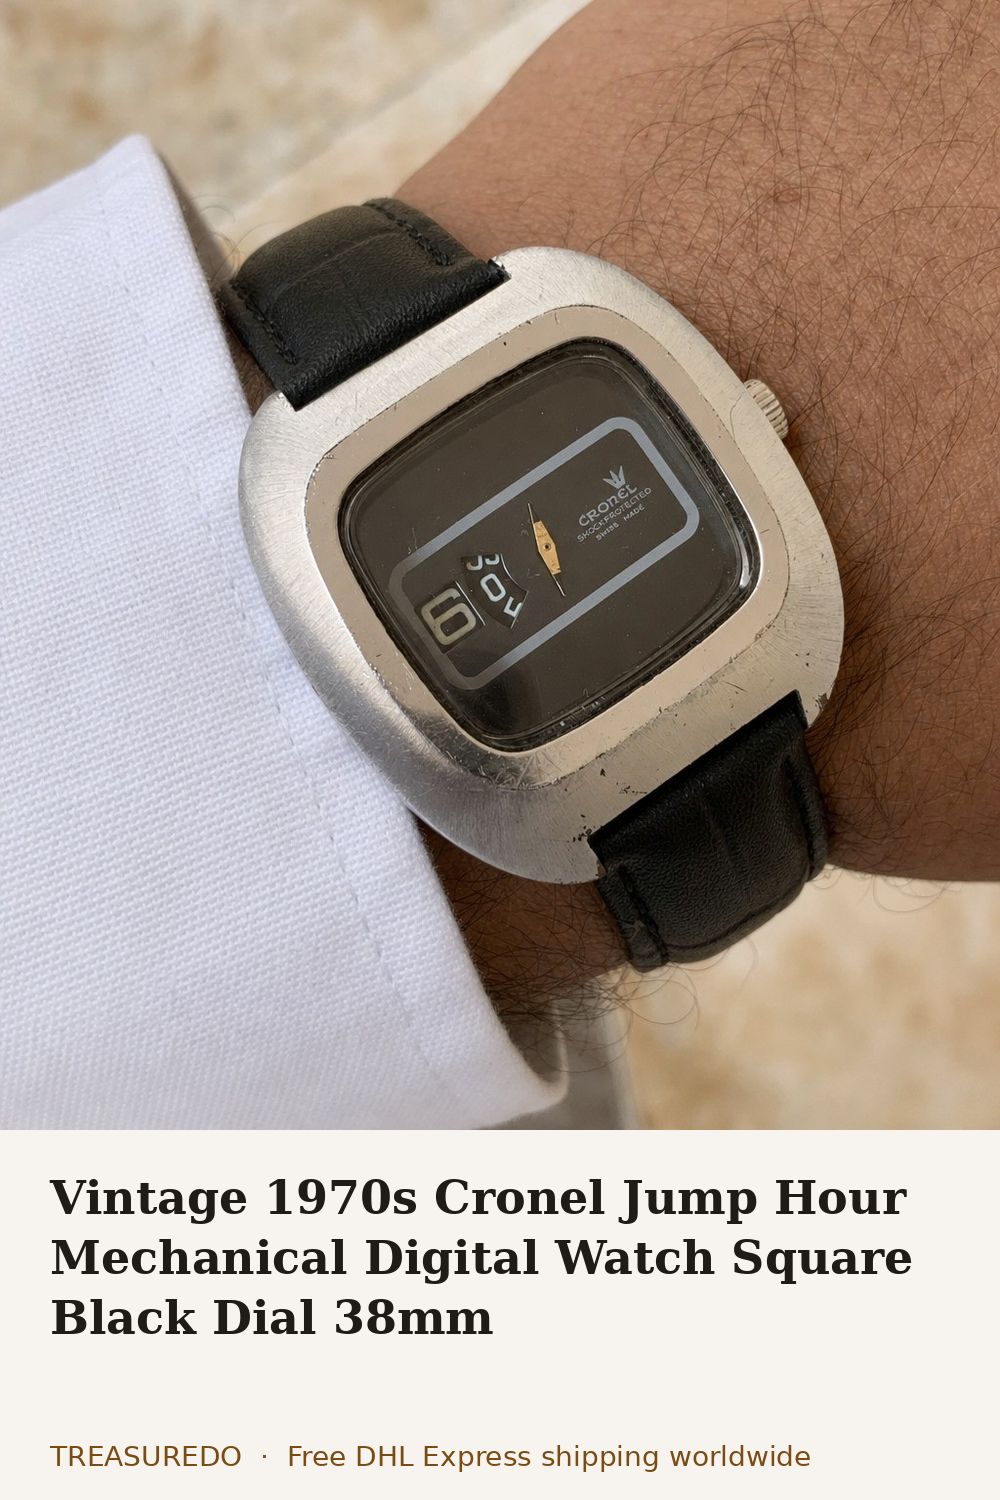 CRONEL
SHOCKPROTECTED
SWISS MADE
6
0
Vintage 1970s Cronel Jump Hour
Mechanical Digital Watch Square
Black Dial 38mm
TREASUREDO · Free DHL Express shipping worldwide